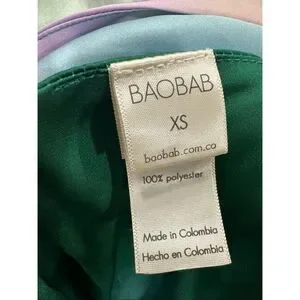 BAOBAB
XS
baobab.com.co
100% polyester
Made in Colombia
Hecho en Colombia